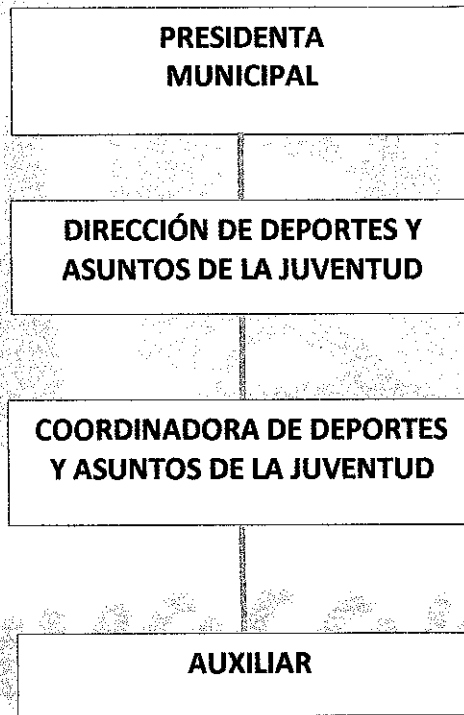 PRESIDENTA
MUNICIPAL
DIRECCIÓN DE DEPORTES Y
ASUNTOS DE LA JUVENTUD
COORDINADORA DE DEPORTES
Y ASUNTOS DE LA JUVENTUD
AUXILIAR